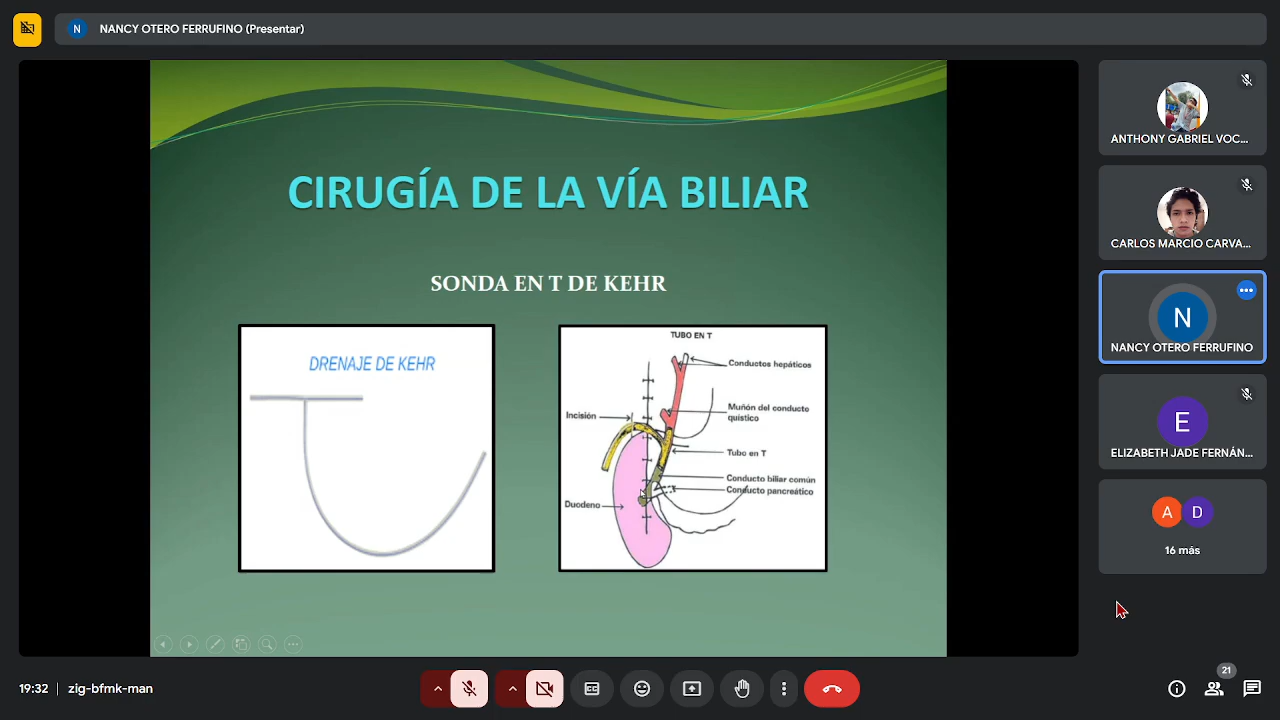 N NANCY OTERO FERRUFINO (Presentar)
CIRUGÍA DE LA VÍA BILIAR
SONDA EN T DE KEHR
DRENAJE DE KEHR
TUBO EN T
Conductos hepáticos
Incisión
Muñón del conducto
quístico
Tubo en T
Conducto biliar común
Conducto pancreático
Duodeno
ANTHONY GABRIEL VOC...
CARLOS MARCIO CARVA...
N
NANCY OTERO FERRUFINO
E
ELIZABETH JADE FERNÁN...
A D
16 más
19:32 | zig-bfmk-man
CC
21